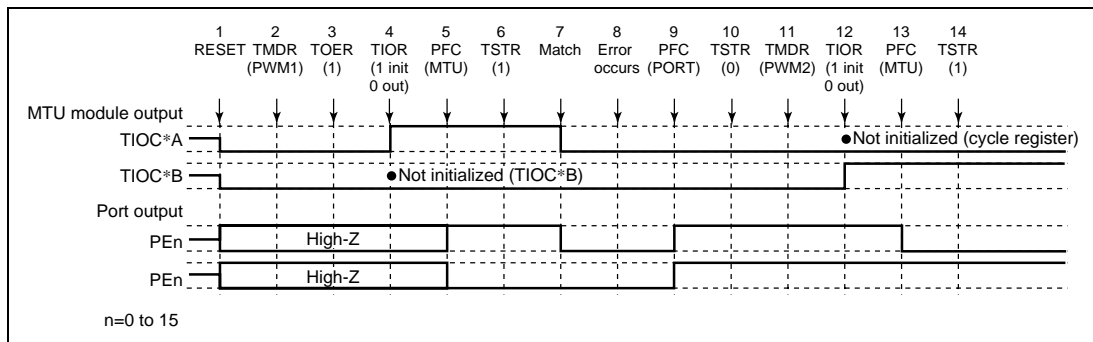 1 2 3 4 5 6 7 8 9 10 11 12 13 14
RESET TMDR TOER TIOR PFC TSTR Match Error PFC TSTR TMDR TIOR PFC TSTR
(PWM1) (1) (1 init (MTU) (1) occurs (PORT) (0) (PWM2) (1 init (MTU) (1)
0 out) 0 out)
MTU module output
TIOC*A ●Not initialized (cycle register)
TIOC*B ●Not initialized (TIOC*B)
Port output
PEn High-Z
PEn High-Z
n=0 to 15